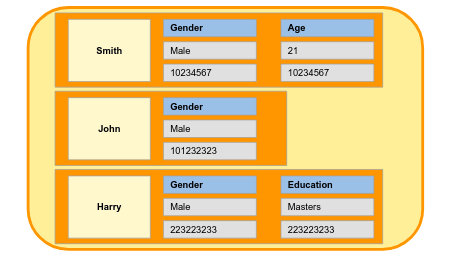 Gender Age
Smith Male 21
10234567 10234567
Gender
John Male
101232323
Gender Education
Harry Male Masters
223223233 223223233